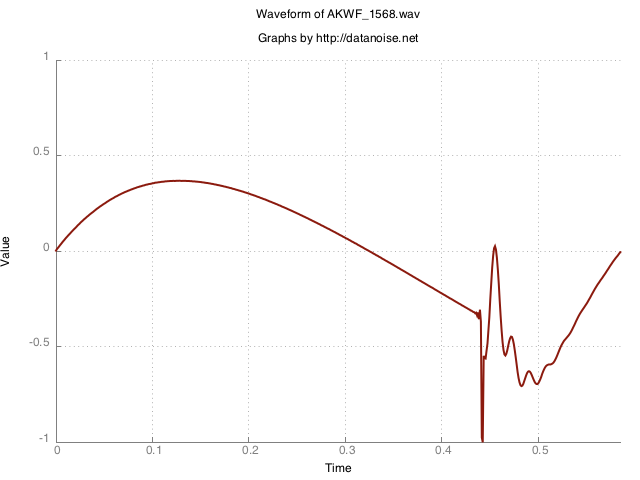 Waveform of AKWF_1568.wav
Graphs by http://datanoise.net
1
0.5
0
-0.5
-1
Value
0 0.1 0.2 0.3 0.4 0.5
Time